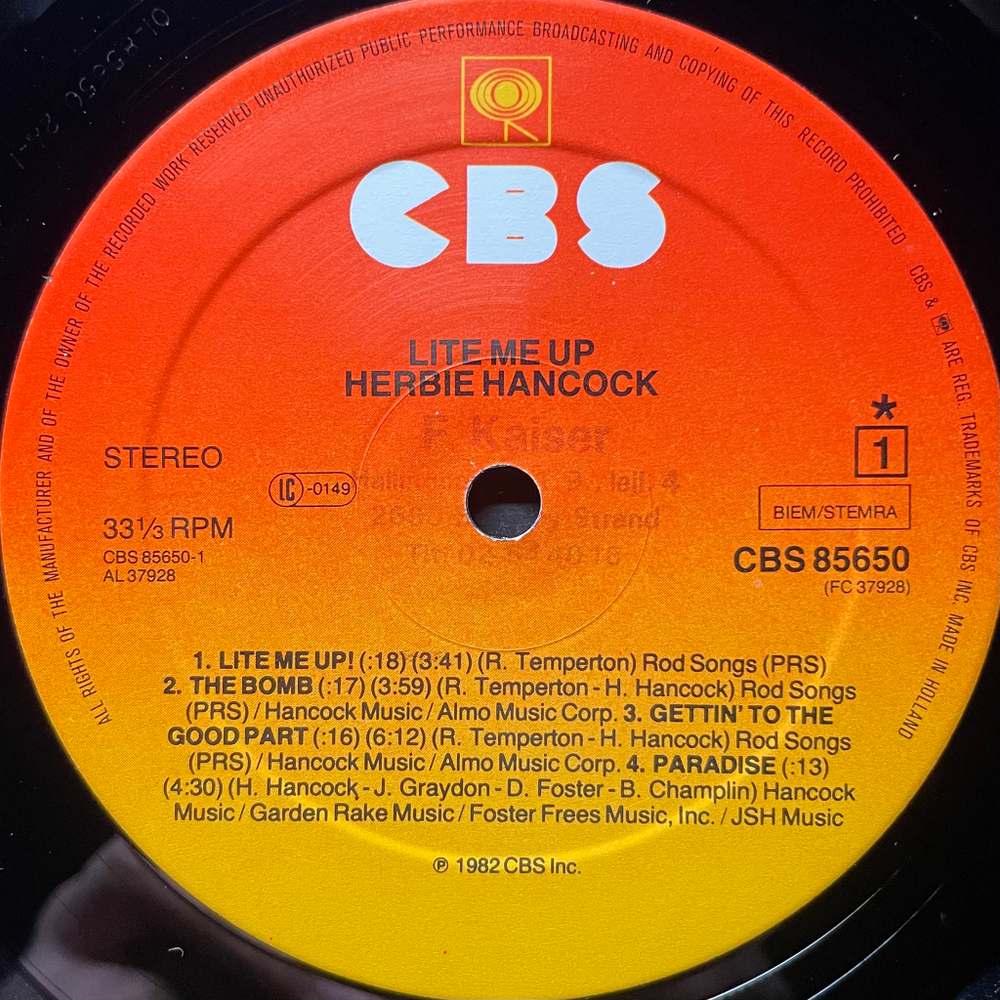 ALL RIGHTS OF THE MANUFACTURER AND OF THE OWNER OF THE RECORDED WORK RESERVED UNAUTHORIZED PUBLIC PERFORMANCE BROADCASTING AND COPYING OF THIS RECORD PROHIBITED
CBS & ARE REG. TRADEMARKS OF CBS INC. MADE IN HOLLAND
CBS
LITE ME UP
HERBIE HANCOCK
F. Kaiser
Strand
STEREO
LC -0149
33⅓ RPM
CBS 85650-1
AL 37928
*
1
BIEM/STEMRA
CBS 85650
(FC 37928)
1. LITE ME UP! (:18) (3:41) (R. Temperton) Rod Songs (PRS)
2. THE BOMB (:17) (3:59) (R. Temperton - H. Hancock) Rod Songs
(PRS) / Hancock Music / Almo Music Corp. 3. GETTIN' TO THE
GOOD PART (:16) (6:12) (R. Temperton - H. Hancock) Rod Songs
(PRS) / Hancock Music / Almo Music Corp. 4. PARADISE (:13)
(4:30) (H. Hancock - J. Graydon - D. Foster - B. Champlin) Hancock
Music / Garden Rake Music / Foster Frees Music, Inc. / JSH Music
℗ 1982 CBS Inc.